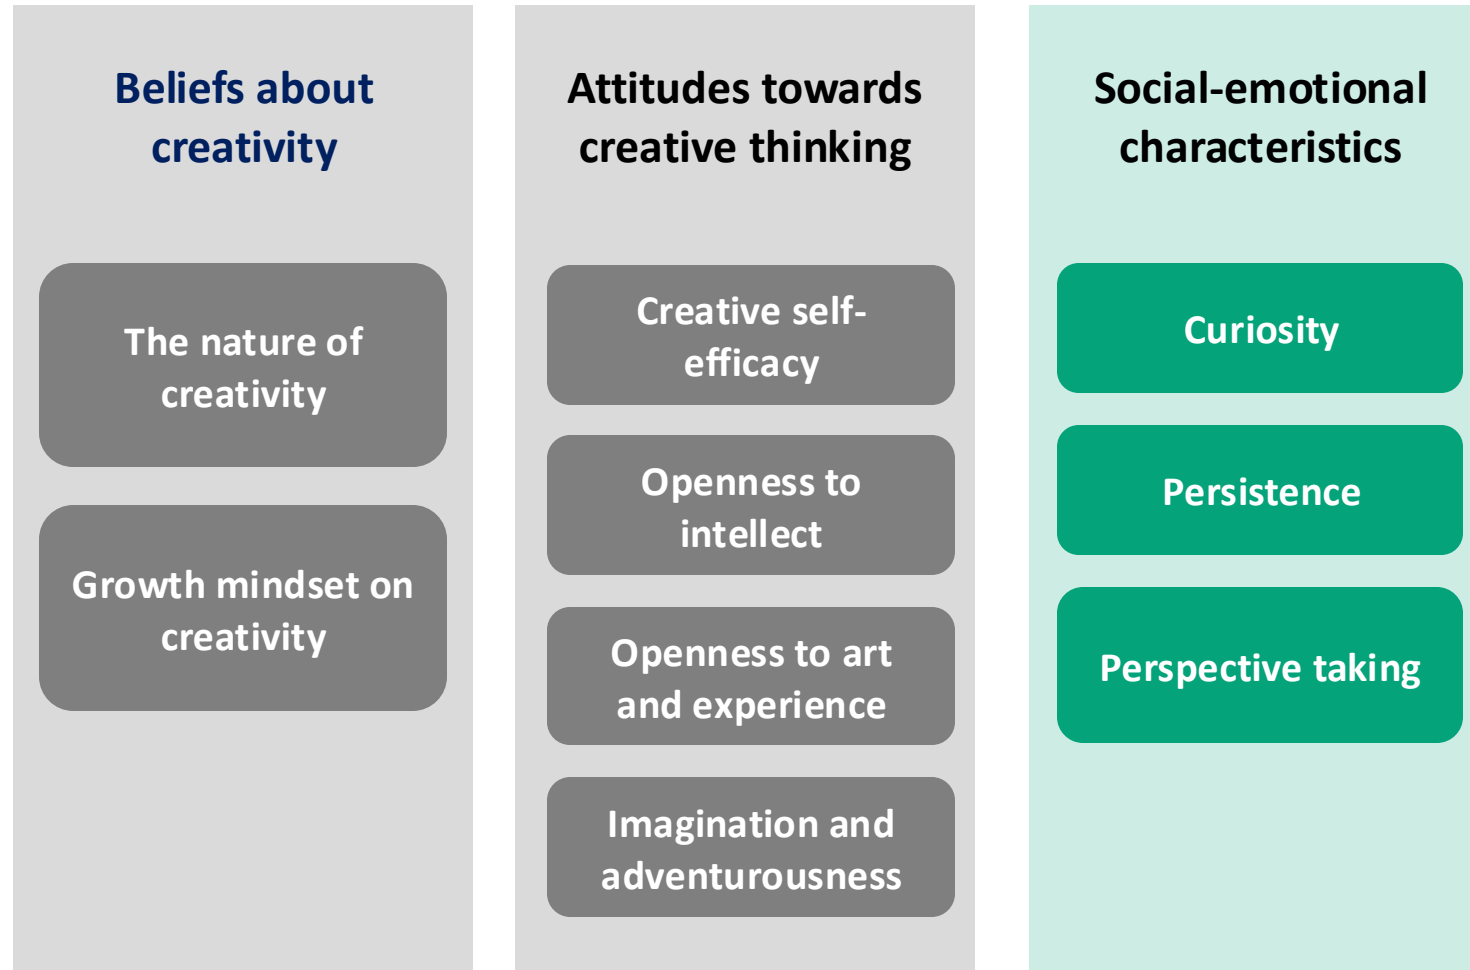 Beliefs about
creativity
The nature of
creativity
Growth mindset on
creativity
Attitudes towards
creative thinking
Creative self-
efficacy
Openness to
intellect
Openness to art
and experience
Imagination and
adventurousness
Social-emotional
characteristics
Curiosity
Persistence
Perspective taking